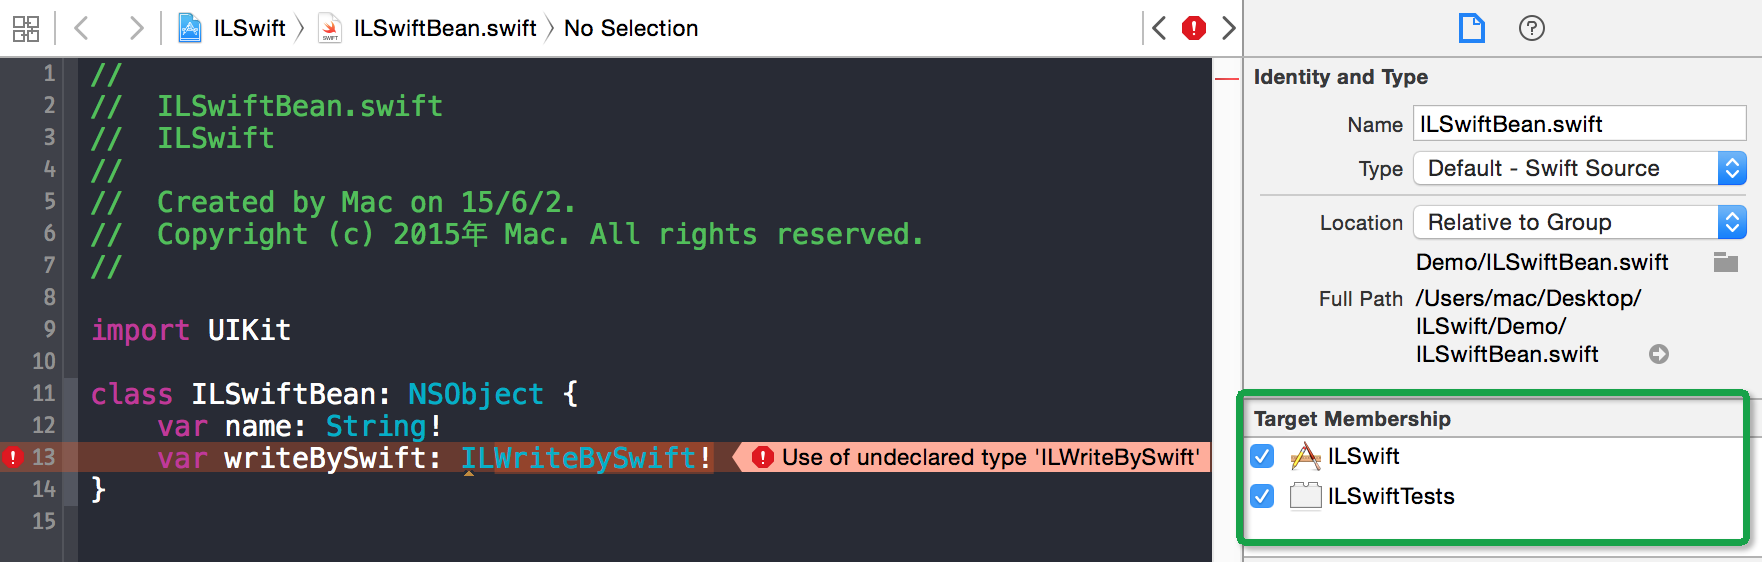 ILSwift ILSwiftBean.swift No Selection
1 //
2 // ILSwiftBean.swift
3 // ILSwift
4 //
5 // Created by Mac on 15/6/2.
6 // Copyright (c) 2015年 Mac. All rights reserved.
7 //
8
9 import UIKit
10
11 class ILSwiftBean: NSObject {
12 var name: String!
13 var writeBySwift: ILWriteBySwift! Use of undeclared type 'ILWriteBySwift'
14 }
15
Identity and Type
Name ILSwiftBean.swift
Type Default - Swift Source
Location Relative to Group
Demo/ILSwiftBean.swift
Full Path /Users/mac/Desktop/
ILSwift/Demo/
ILSwiftBean.swift
Target Membership
ILSwift
ILSwiftTests